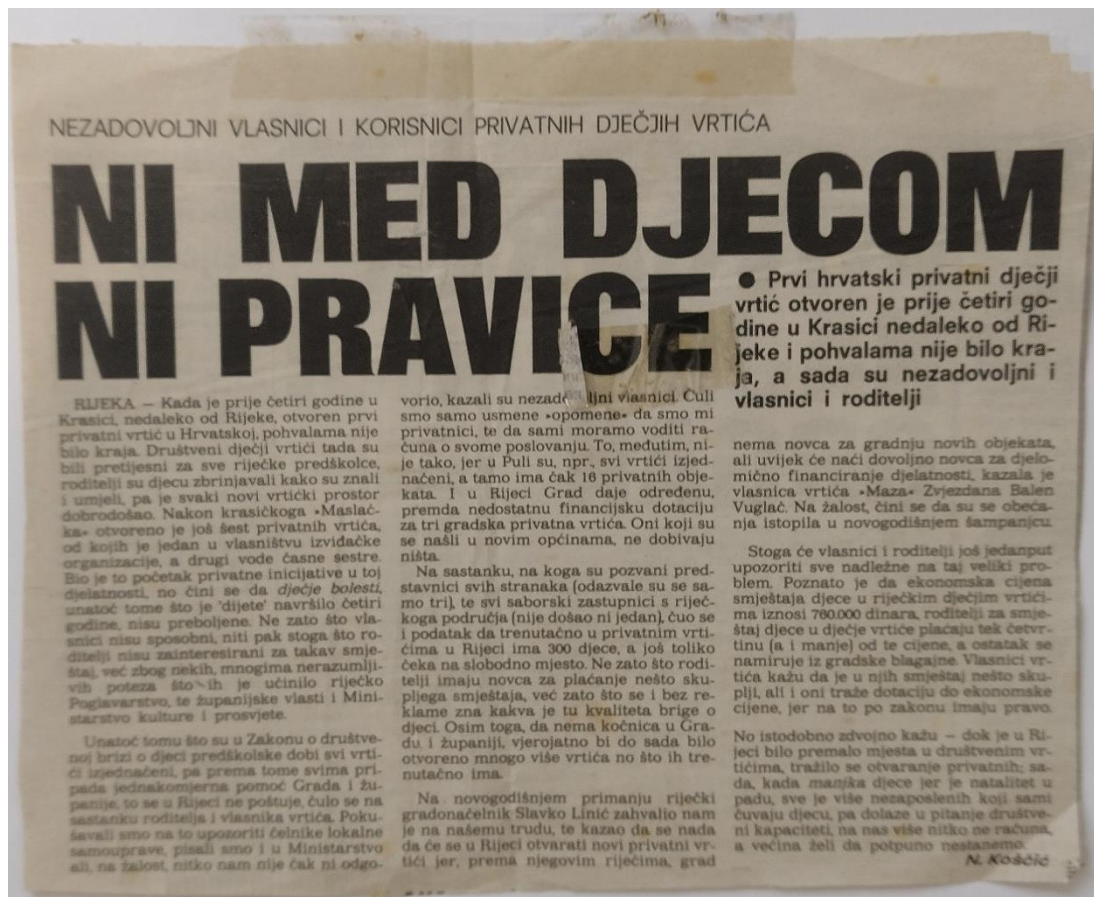 NEZADOVOLJNI VLASNICI I KORISNICI PRIVATNIH DJEČJIH VRTIĆA
NI MED DJECOM
NI PRAVICE
● Prvi hrvatski privatni dječji
vrtić otvoren je prije četiri go-
dine u Krasici nedaleko od Ri-
jeke i pohvalama nije bilo kra-
ja, a sada su nezadovoljni i
vlasnici i roditelji
RIJEKA — Kada je prije četiri godine u
Krasici, nedaleko od Rijeke, otvoren prvi
privatni vrtić u Hrvatskoj, pohvalama nije
bilo kraja. Društveni dječji vrtići tada su
bili pretijesni za sve riječke predškolce,
roditelji su djecu zbrinjavali kako su znali
i umjeli, pa je svaki novi vrtićki prostor
dobrodošao. Nakon krasičkoga »Maslač-
ka« otvoreno je još šest privatnih vrtića,
od kojih je jedan u vlasništvu izviđačke
organizacije, a drugi vode časne sestre.
Bio je to početak privatne inicijative u toj
djelatnosti, no čini se da dječje bolesti,
unatoč tome što je 'dijete' navršilo četiri
godine, nisu preboljene. Ne zato što vla-
snici nisu sposobni, niti pak stoga što ro-
ditelji nisu zainteresirani za takav smje-
štaj, već zbog nekih, mnogima nerazumlji-
vih poteza što ih je učinilo riječko
Poglavarstvo, te županijske vlasti i Mini-
starstvo kulture i prosvjete.
Unatoč tomu što su u Zakonu o društve-
noj brizi o djeci predškolske dobi svi vrti-
ći izjednačeni, pa prema tome svima pri-
pada jednakomjerna pomoć Grada i žu-
panije, to se u Rijeci ne poštuje, čulo se na
sastanku roditelja i vlasnika vrtića. Poku-
šavali smo na to upozoriti čelnike lokalne
samouprave, pisali smo i u Ministarstvo
ali, na žalost, nitko nam nije čak ni odgo-
vorio, kazali su nezado ljni vlasnici. Čuli
smo samo usmene »opomene« da smo mi
privatnici, te da sami moramo voditi ra-
čuna o svome poslovanju. To, međutim, ni-
je tako, jer u Puli su, npr., svi vrtići izjed-
načeni, a tamo ima čak 16 privatnih obje-
kata. I u Rijeci Grad daje određenu,
premda nedostatnu financijsku dotaciju
za tri gradska privatna vrtića. Oni koji su
se našli u novim općinama, ne dobivaju
ništa.
Na sastanku, na koga su pozvani pred-
stavnici svih stranaka (odazvale su se sa-
mo tri), te svi saborski zastupnici s riječ-
koga područja (nije došao ni jedan), čuo se
i podatak da trenutačno u privatnim vrti-
ćima u Rijeci ima 300 djece, a još toliko
čeka na slobodno mjesto. Ne zato što rodi-
telji imaju novca za plaćanje nešto sku-
pljega smještaja, već zato što se i bez re-
klame zna kakva je tu kvaliteta brige o
djeci. Osim toga, da nema kočnica u Gra-
du i županiji, vjerojatno bi do sada bilo
otvoreno mnogo više vrtića no što ih tre-
nutačno ima.
Na novogodišnjem primanju riječki
gradonačelnik Slavko Linić zahvalio nam
je na našemu trudu, te kazao da se nada
da će se u Rijeci otvarati novi privatni vr-
tići jer, prema njegovim riječima, grad
nema novca za gradnju novih objekata,
ali uvijek će naći dovoljno novca za djelo-
mično financiranje djelatnosti, kazala je
vlasnica vrtića »Maza« Zvjezdana Balen
Vuglač. Na žalost, čini se da su se obeća-
nja istopila u novogodišnjem šampanjcu.
Stoga će vlasnici i roditelji još jedanput
upozoriti sve nadležne na taj veliki pro-
blem. Poznato je da ekonomska cijena
smještaja djece u riječkim dječjim vrtići-
ma iznosi 760.000 dinara, roditelji za smje-
štaj djece u dječje vrtiće plaćaju tek četvr-
tinu (a i manje) od te cijene, a ostatak se
namiruje iz gradske blagajne. Vlasnici vr-
tića kažu da je u njih smještaj nešto sku-
plji, ali i oni traže dotaciju do ekonomske
cijene, jer na to po zakonu imaju pravo.
No istodobno zdvojno kažu — dok je u Ri-
jeci bilo premalo mjesta u društvenim vr-
tićima, tražilo se otvaranje privatnih; sa-
da, kada manjka djece jer je natalitet u
padu, sve je više nezaposlenih koji sami
čuvaju djecu, pa dolaze u pitanje društve-
ni kapaciteti, na nas više nitko ne računa,
a većina želi da potpuno nestanemo.
N. Koščić